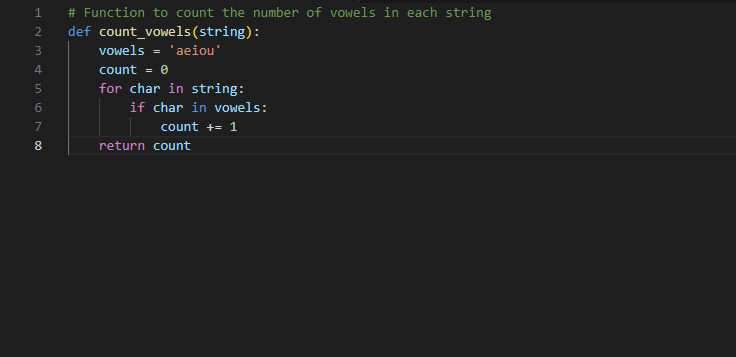 1 # Function to count the number of vowels in each string
2 def count_vowels(string):
3     vowels = 'aeiou'
4     count = 0
5     for char in string:
6         if char in vowels:
7             count += 1
8     return count